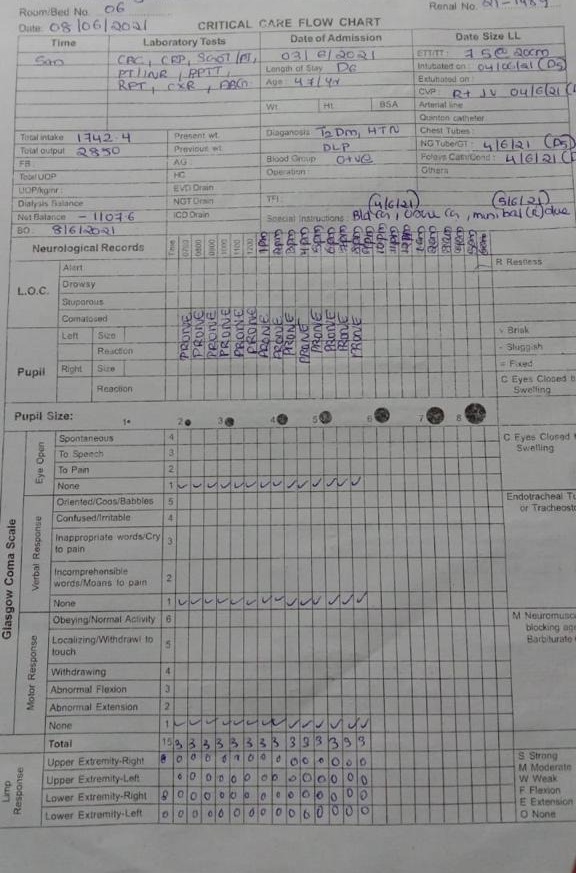 Room/Bed No. 06
Renal No.
Date: 08/06/2021 CRITICAL CARE FLOW CHART
Time Laboratory Tests Date of Admission Date Size LL
5am CBC, CRP, SGOT/PT, 03/6/2021 ETT/TT: 7.5@ 20cm
PT/INR, APTT, Length of Stay D6 Intubated on: 04/06/21 (D5)
RFT, CXR, Age: 47/yr Extubated on:
CVP: Rt IJV 04/6/21
Wt. Ht. BSA Arterial line
Quinton catheter
Total intake 1742.4 Present wt. Diaganosis T2Dm, HTN Chest Tubes:
Total output 2850 Previous wt. DLP NG Tube/GT: 4/6/21 (D5)
FB: AG Blood Group O+ve Foleys Cath/Cond: 4/6/21
Total UOP HC Operation Others
UOP/kg/hr: EVD Drain
Dialysis Balance NGT Drain TFI: (4/6/21) (5/6/21)
Net Balance -1107.6 ICD Drain Special Instructions: Bld cs, Urine cs, mini bal (R) due
BO: 8/6/2021
Neurological Records Time 0700 0800 0900 1000 1100 1200 1pm 2pm 3pm 4pm 5pm 6pm 7pm 8pm 9pm 10pm 11pm 12pm 1am 2am 3am 4am 5am 6am
R Restless
L.O.C. Alert
Drowsy
Stuporous
Comatosed
PRONE PRONE PRONE PRONE PRONE PRONE PRONE PRONE PRONE PRONE PRONE PRONE PRONE PRONE
Pupil Left Size + Brisk
Reaction - Sluggish
Right Size = Fixed
Reaction C Eyes Closed
Swelling
Pupil Size: 1 2 3 4 5 6 7 8
Glasgow Coma Scale
Eye Open Spontaneous 4 C Eyes Closed
To Speech 3 Swelling
To Pain 2
None 1 ✓ ✓ ✓ ✓ ✓ ✓ ✓ ✓ ✓ ✓ ✓ ✓ ✓ ✓
Verbal Response Oriented/Coos/Babbles 5 Endotracheal
Confused/Irritable 4 or
Inappropriate words/Cry 3
to pain
Incomprehensible 2
words/Moans to pain
None 1 ✓ ✓ ✓ ✓ ✓ ✓ ✓ ✓ ✓ ✓ ✓ ✓ ✓ ✓
Motor Response Obeying/Normal Activity 6 M
Localizing/Withdrawl to 5 blocking
touch Barbiturate
Withdrawing 4
Abnormal Flexion 3
Abnormal Extension 2
None 1 ✓ ✓ ✓ ✓ ✓ ✓ ✓ ✓ ✓ ✓ ✓ ✓ ✓ ✓
Total 15 3 3 3 3 3 3 3 3 3 3 3 3 3 3
Limp Response Upper Extremity-Right 0 0 0 0 0 0 0 0 0 0 0 0 0 0 S Strong
Upper Extremity-Left 0 0 0 0 0 0 0 0 0 0 0 0 0 0 M Moderate
W Weak
Lower Extremity-Right 0 0 0 0 0 0 0 0 0 0 0 0 0 0 F Flexion
E Extension
Lower Extremity-Left 0 0 0 0 0 0 0 0 0 0 0 0 0 0 O None